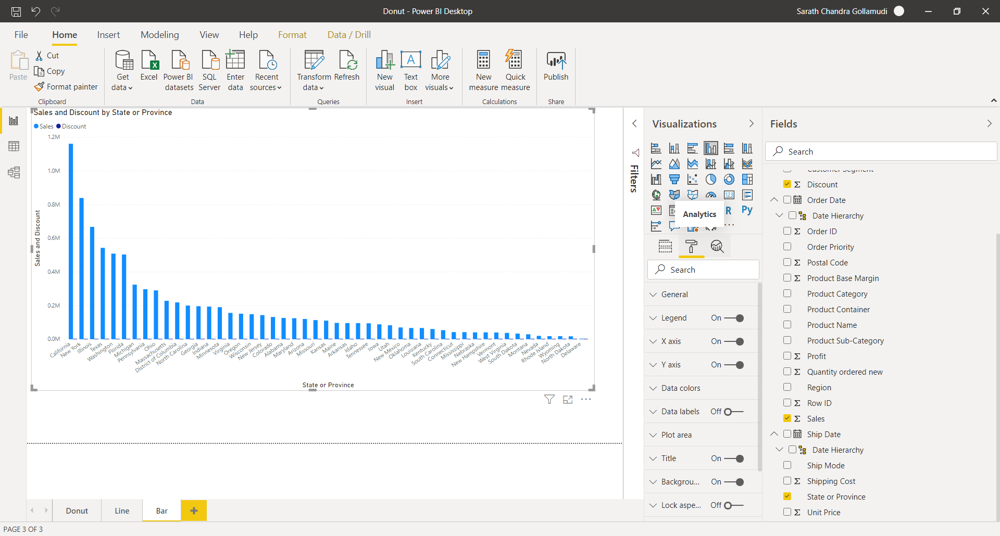 Donut - Power BI Desktop
Sarath Chandra Gollamudi
File Home Insert Modeling View Help Format Data / Drill
Paste
Cut
Copy
Format painter
Clipboard
Get data
Excel
Power BI datasets
SQL Server
Enter data
Recent sources
Data
Transform data
Refresh
Queries
New visual
Text box
More visuals
Insert
New measure
Quick measure
Calculations
Publish
Share
Sales and Discount by State or Province
Sales Discount
1.2M
1.0M
0.8M
0.6M
0.4M
0.2M
0.0M
Sales and Discount
California
New York
Illinois
Texas
Washington
Florida
Michigan
Pennsylvania
Ohio
Massachusetts
District of Columbia
North Carolina
Georgia
Indiana
Minnesota
Virginia
Oregon
Wisconsin
New Jersey
Colorado
Alabama
Maryland
Arizona
Missouri
Kansas
Maine
Arkansas
Idaho
Tennessee
Iowa
Utah
New Mexico
Oklahoma
Louisiana
Kentucky
South Carolina
Connecticut
Mississippi
Nebraska
New Hampshire
Vermont
West Virginia
South Dakota
Montana
Nevada
Rhode Island
Wyoming
North Dakota
Delaware
State or Province
Filters
Visualizations
123
R
Py
Analytics
Search
General
Legend On
X axis On
Y axis On
Data colors
Data labels Off
Plot area
Title On
Backgrou... On
Lock aspe... Off
Fields
Search
Customer Segment
Discount
Order Date
Date Hierarchy
Order ID
Order Priority
Postal Code
Product Base Margin
Product Category
Product Container
Product Name
Product Sub-Category
Profit
Quantity ordered new
Region
Row ID
Sales
Ship Date
Date Hierarchy
Ship Mode
Shipping Cost
State or Province
Unit Price
Donut Line Bar
PAGE 3 OF 3